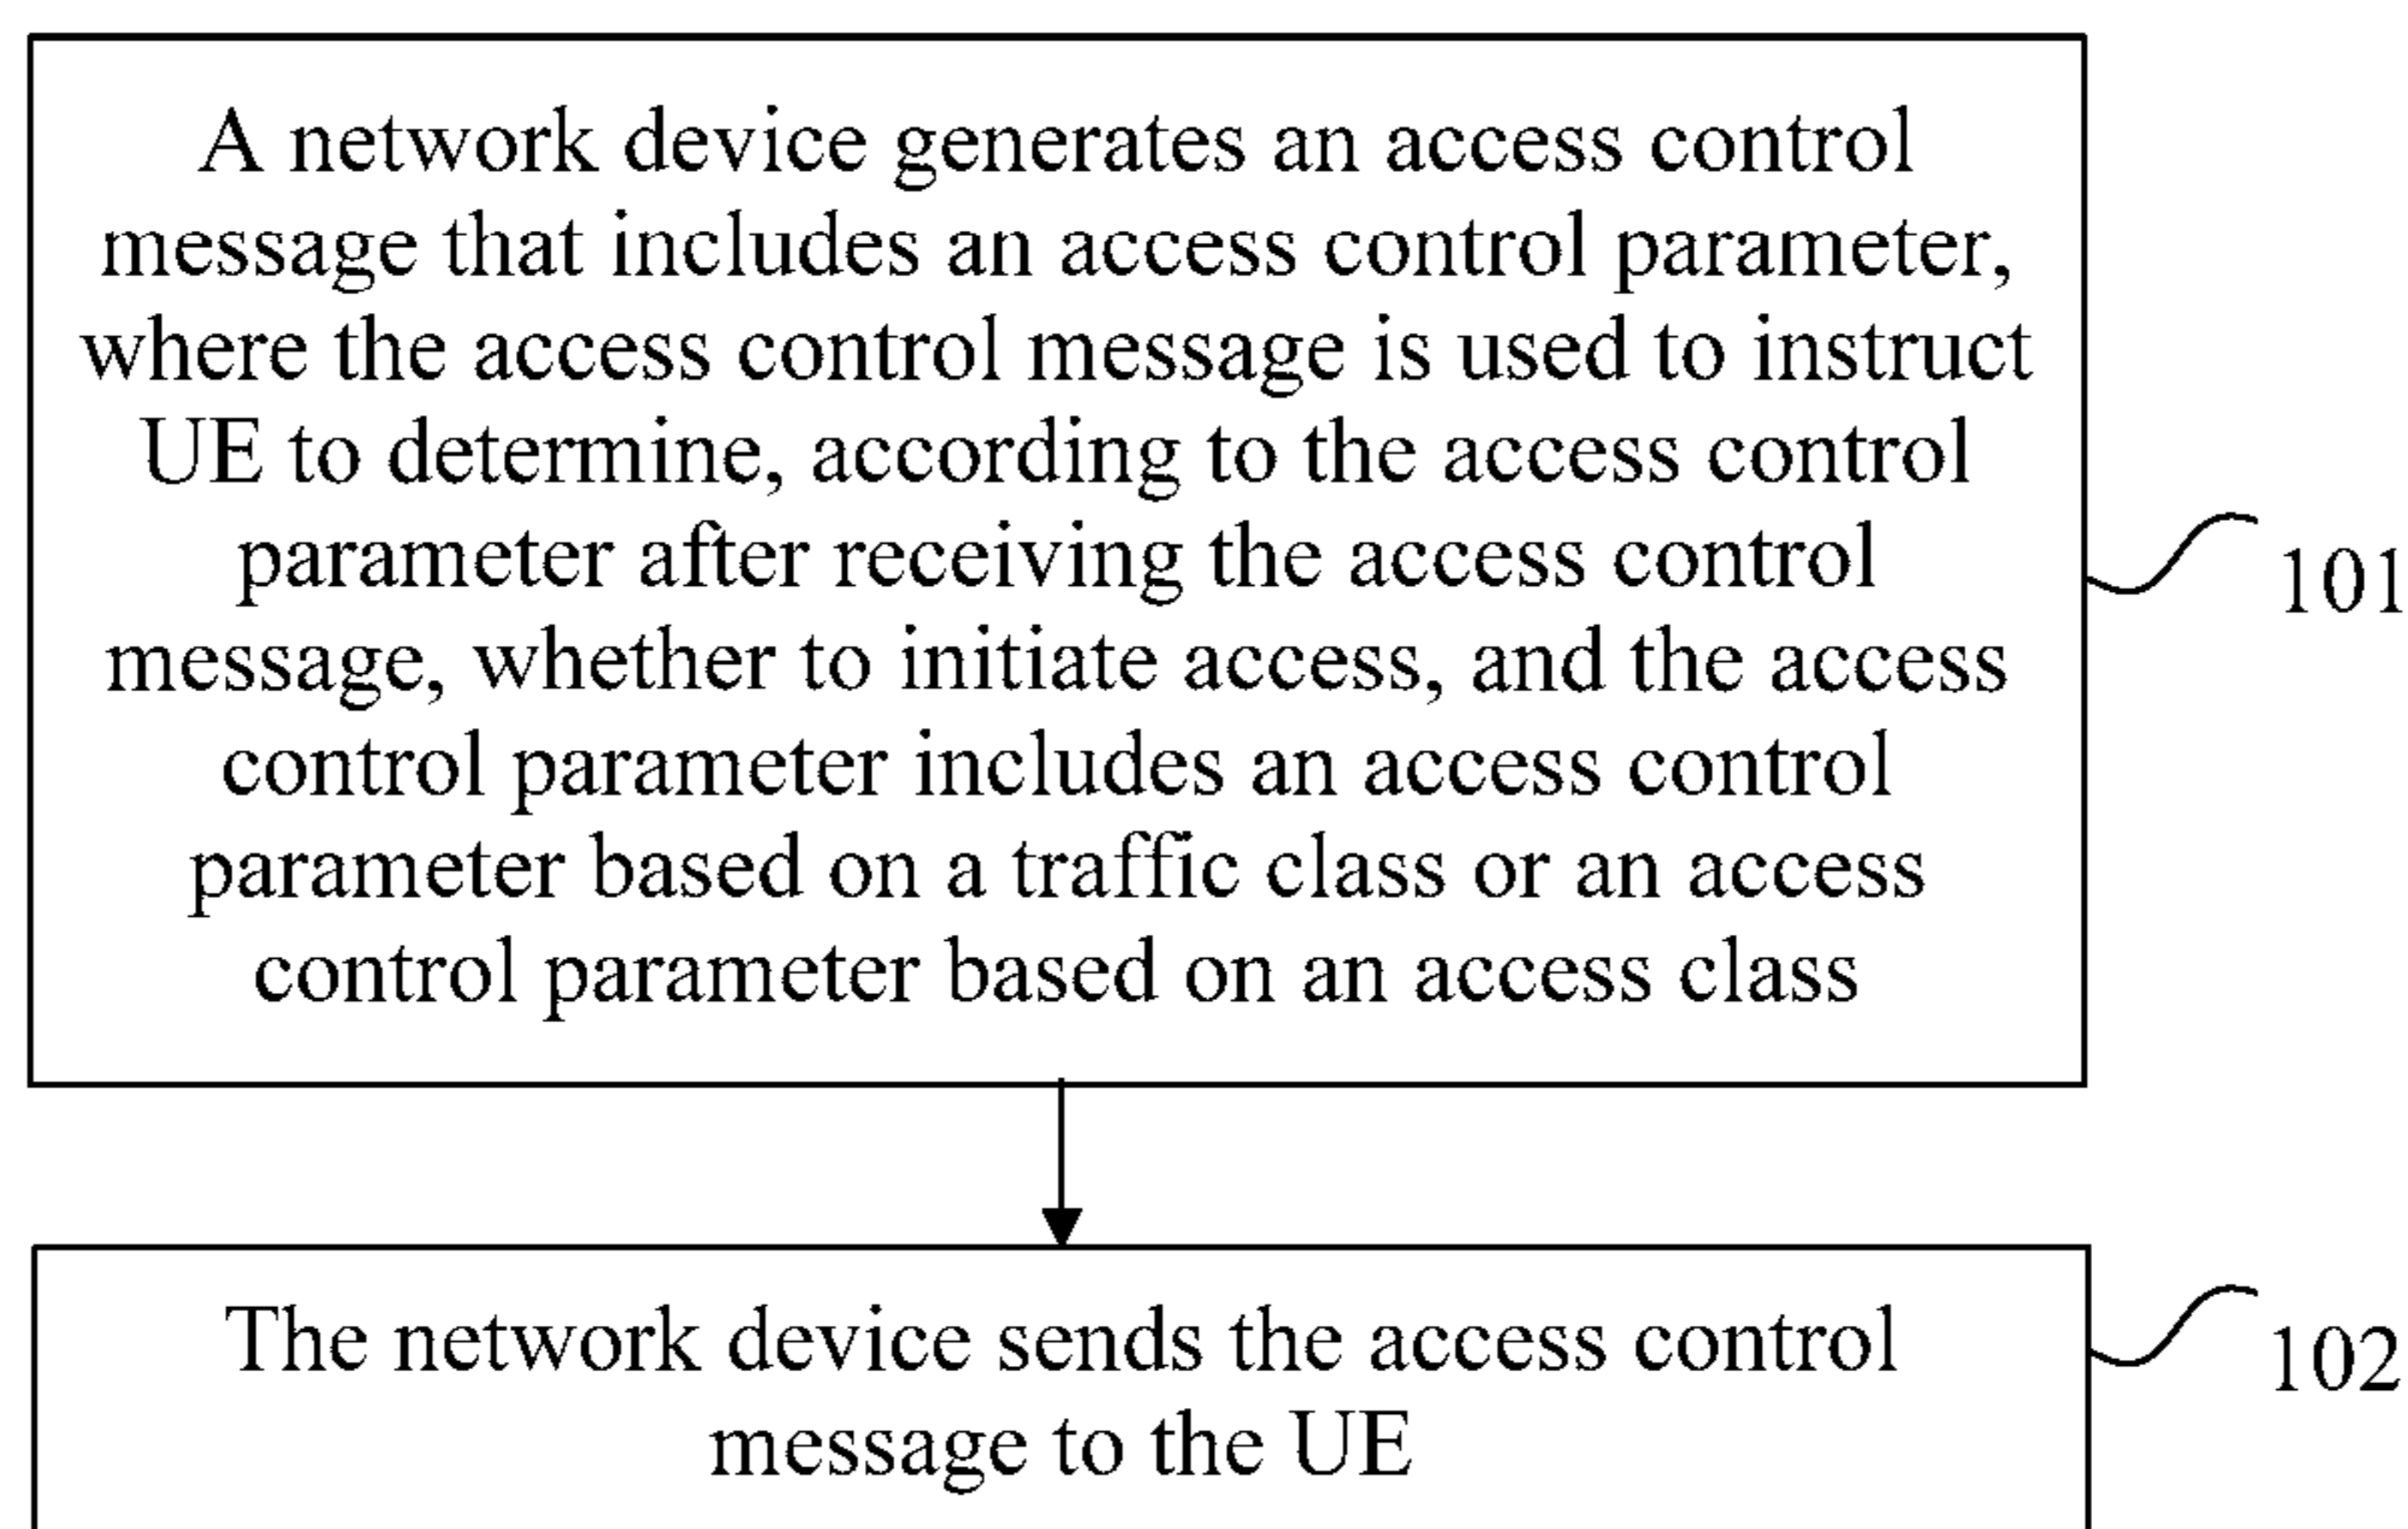 A network device generates an access control
message that includes an access control parameter,
where the access control message is used to instruct
UE to determine, according to the access control
parameter after receiving the access control
message, whether to initiate access, and the access
control parameter includes an access control
parameter based on a traffic class or an access
control parameter based on an access class
101
The network device sends the access control
message to the UE
102